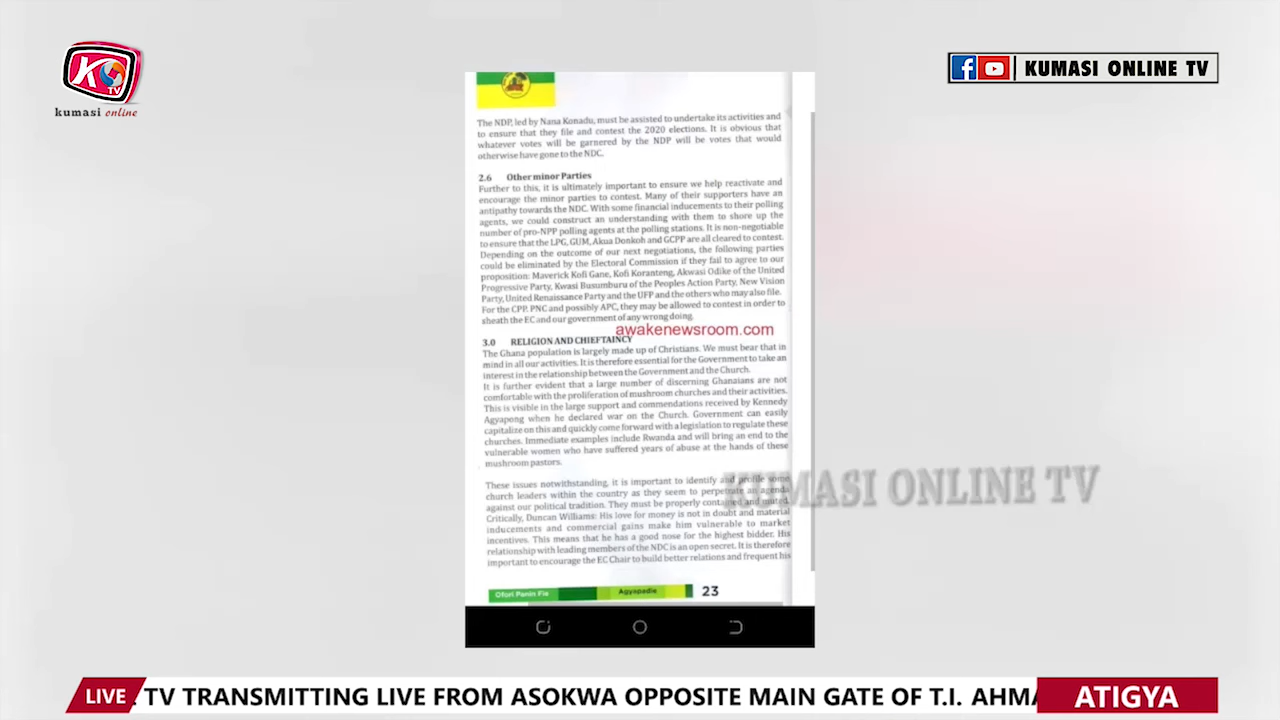 KTV
kumasi online
KUMASI ONLINE TV
The NDP, led by Nana Konadu, must be assisted to undertake its activities and
to ensure that they file and contest the 2020 elections. It is obvious that
whatever votes will be garnered by the NDP will be votes that would
otherwise have gone to the NDC.
2.6 Other minor Parties
Further to this, it is ultimately important to ensure we help reactivate and
encourage the minor parties to contest. Many of their supporters have an
antipathy towards the NDC. With some financial inducements to their polling
agents, we could construct an understanding with them to shore up the
number of pro-NPP polling agents at the polling stations. It is non-negotiable
to ensure that the LPG, GUM, Akua Donkoh and GCPP are all cleared to contest.
Depending on the outcome of our next negotiations, the following parties
could be eliminated by the Electoral Commission if they fail to agree to our
proposition: Maverick Kofi Gane, Kofi Koranteng, Akwasi Odike of the United
Progressive Party, Kwasi Busumburu of the Peoples Action Party, New Vision
Party, United Renaissance Party and the UFP and the others who may also file.
For the CPP, PNC and possibly APC, they may be allowed to contest in order to
sheath the EC and our government of any wrong doing.
awakenewsroom.com
3.0 RELIGION AND CHIEFTAINCY
The Ghana population is largely made up of Christians. We must bear that in
mind in all our activities. It is therefore essential for the Government to take an
interest in the relationship between the Government and the Church.
It is further evident that a large number of discerning Ghanaians are not
comfortable with the proliferation of mushroom churches and their activities.
This is visible in the large support and commendations received by Kennedy
Agyapong when he declared war on the Church. Government can easily
capitalize on this and quickly come forward with a legislation to regulate these
churches. Immediate examples include Rwanda and will bring an end to the
vulnerable women who have suffered years of abuse at the hands of these
mushroom pastors.
These issues notwithstanding, it is important to identify and profile some
church leaders within the country as they seem to perpetrate an agenda
against our political tradition. They must be properly contained and muted.
Critically, Duncan Williams: His love for money is not in doubt and material
inducements and commercial gains make him vulnerable to market
incentives. This means that he has a good nose for the highest bidder. His
relationship with leading members of the NDC is an open secret. It is therefore
important to encourage the EC Chair to build better relations and frequent his
KUMASI ONLINE TV
Ofori Panin Fie Agyapadie 23
LIVE TV TRANSMITTING LIVE FROM ASOKWA OPPOSITE MAIN GATE OF T.I. AHMA ATIGYA